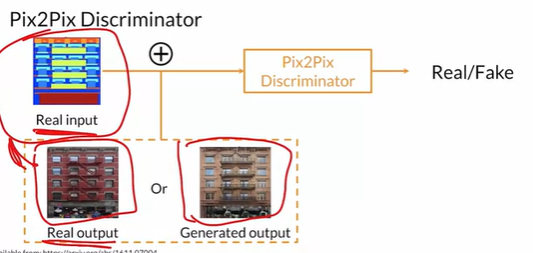 Pix2Pix Discriminator
Pix2Pix
Discriminator
Real/Fake
Real input
Or
Real output
Generated output